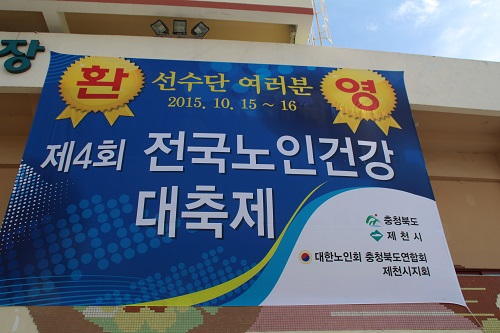 장
환 선수단 여러분 영
2015. 10. 15 ~ 16
제4회 전국노인건강
대축제
충청북도
제천시
대한노인회 충청북도연합회
제천시지회